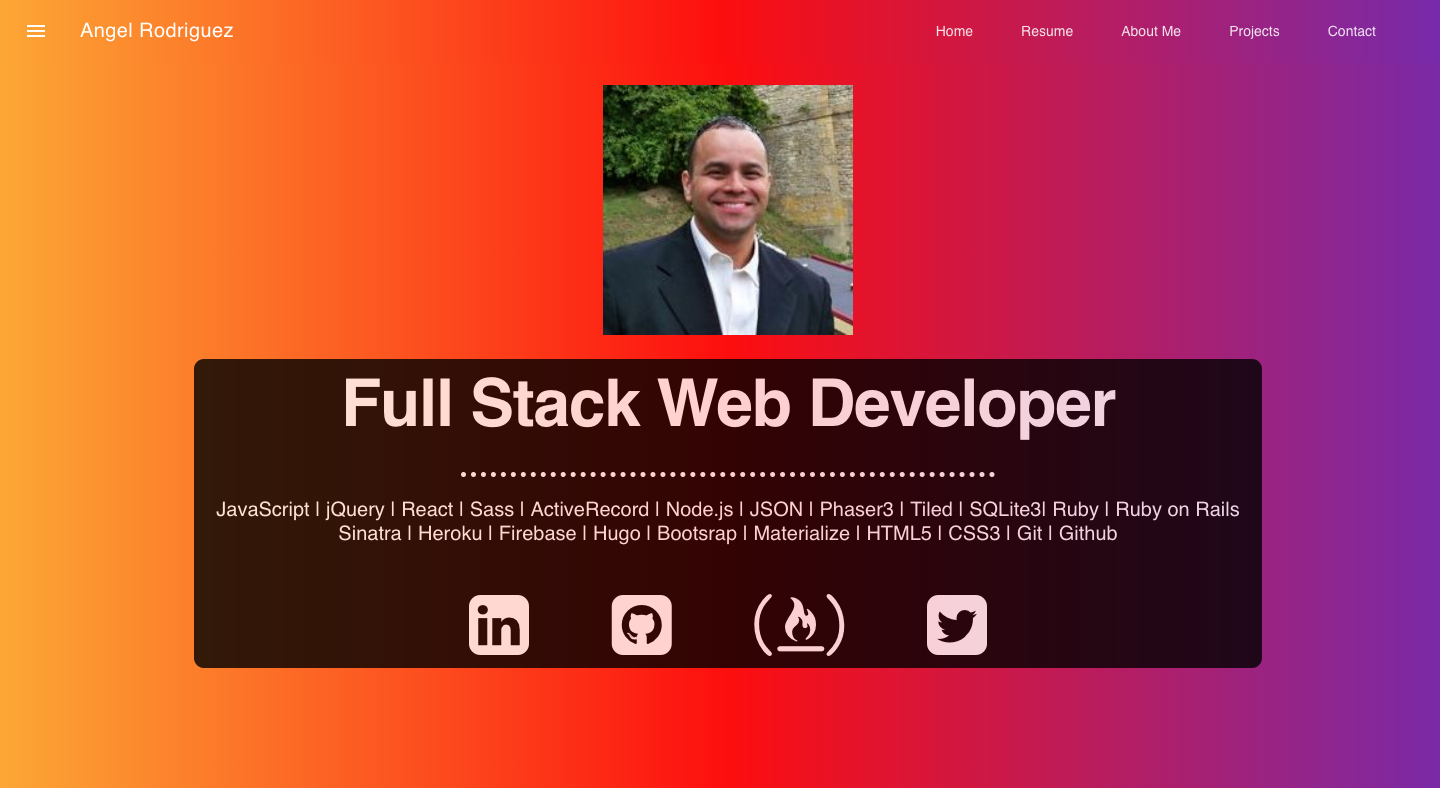 Angel Rodriguez
Home Resume About Me Projects Contact
Full Stack Web Developer
JavaScript | jQuery | React | Sass | ActiveRecord | Node.js | JSON | Phaser3 | Tiled | SQLite3| Ruby | Ruby on Rails
Sinatra | Heroku | Firebase | Hugo | Bootsrap | Materialize | HTML5 | CSS3 | Git | Github
in